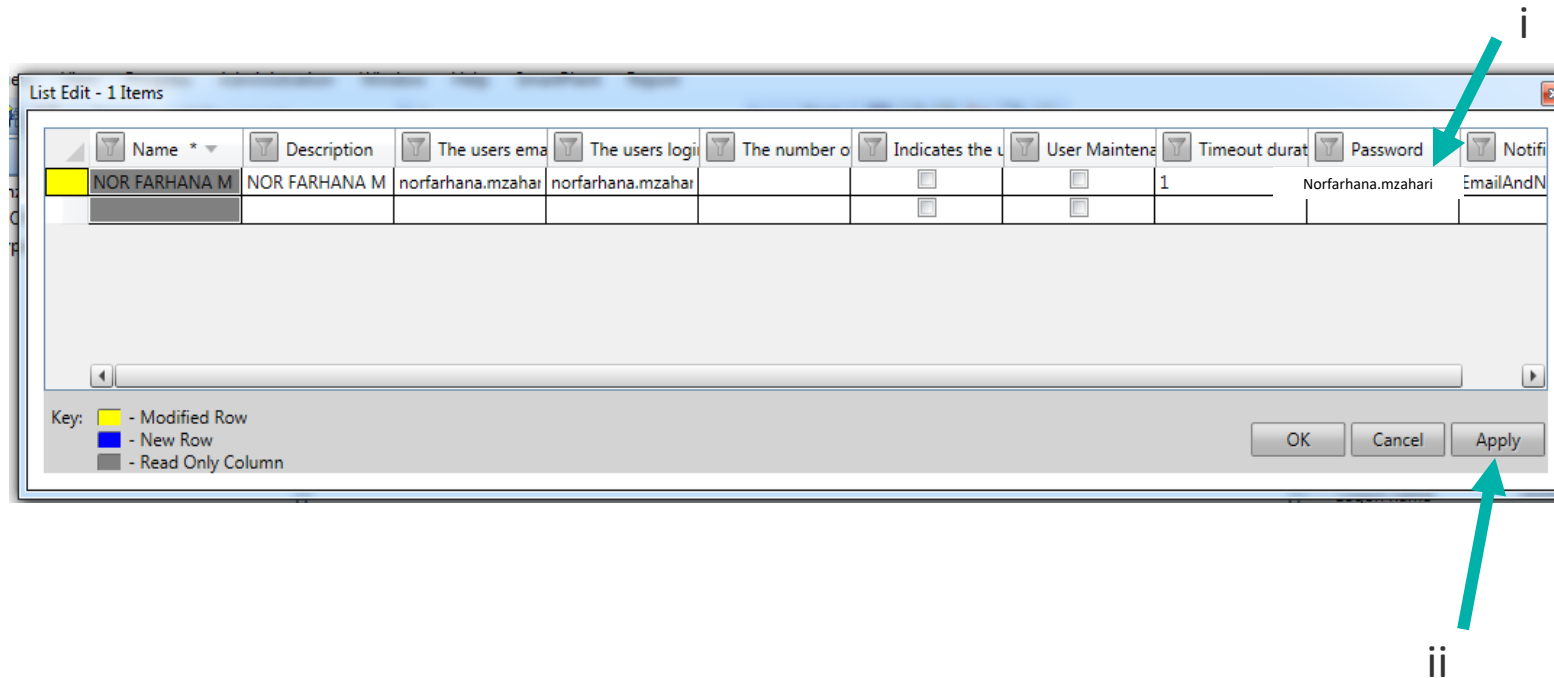 i
List Edit - 1 Items
Name * Description The users ema The users logi The number o Indicates the u User Maintena Timeout durat Password Notifi
NOR FARHANA M NOR FARHANA M norfarhana.mzahar norfarhana.mzahar 1 Norfarhana.mzahari EmailAndN
Key: - Modified Row
- New Row
- Read Only Column
OK Cancel Apply
ii